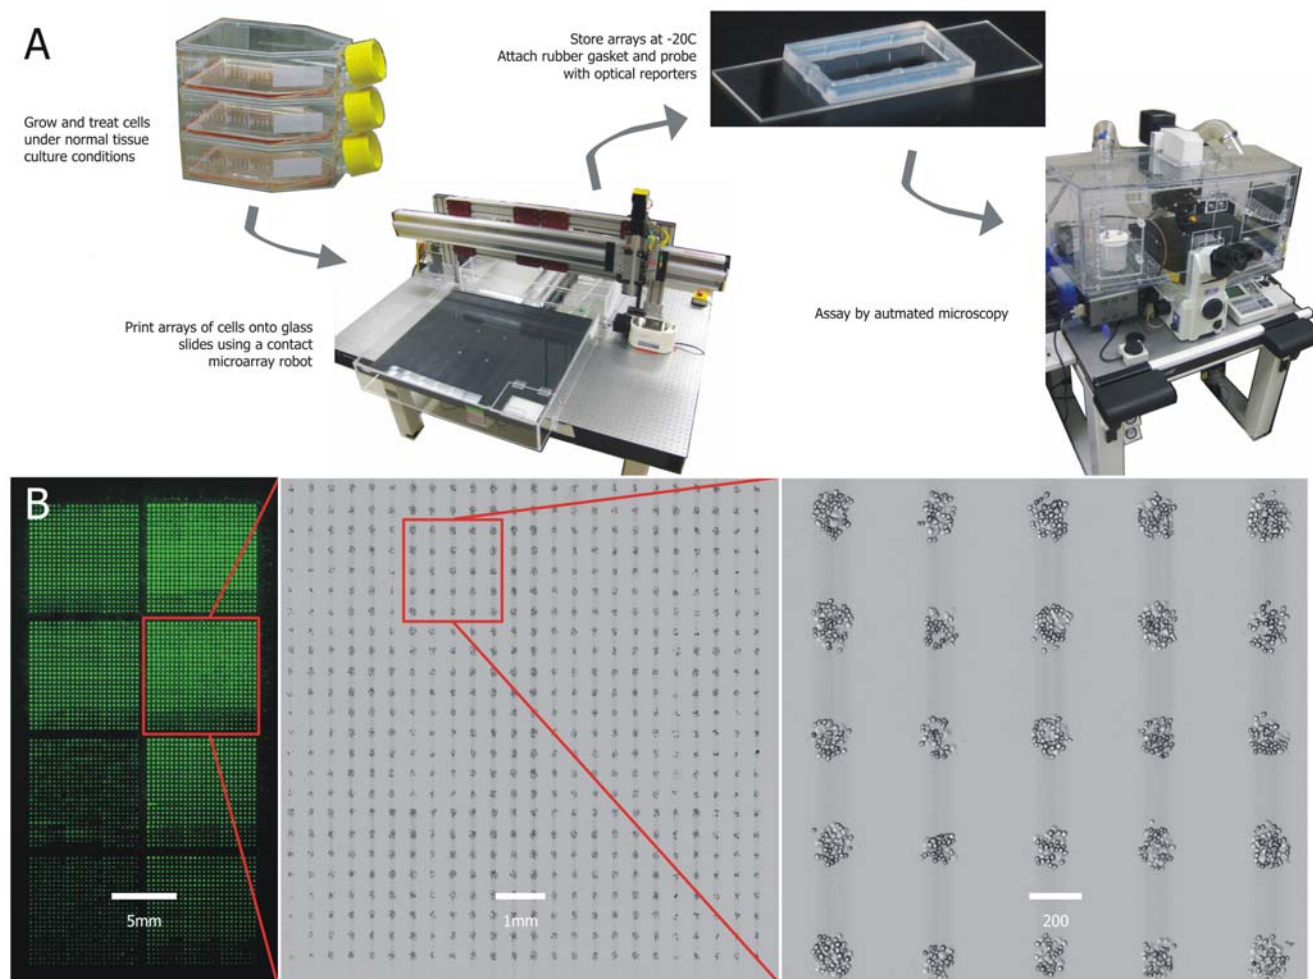 A
Grow and treat cells
under normal tissue
culture conditions
Store arrays at -20C
Attach rubber gasket and probe
with optical reporters
Print arrays of cells onto glass
slides using a contact
microarray robot
Assay by autmated microscopy
B
5mm
1mm
200